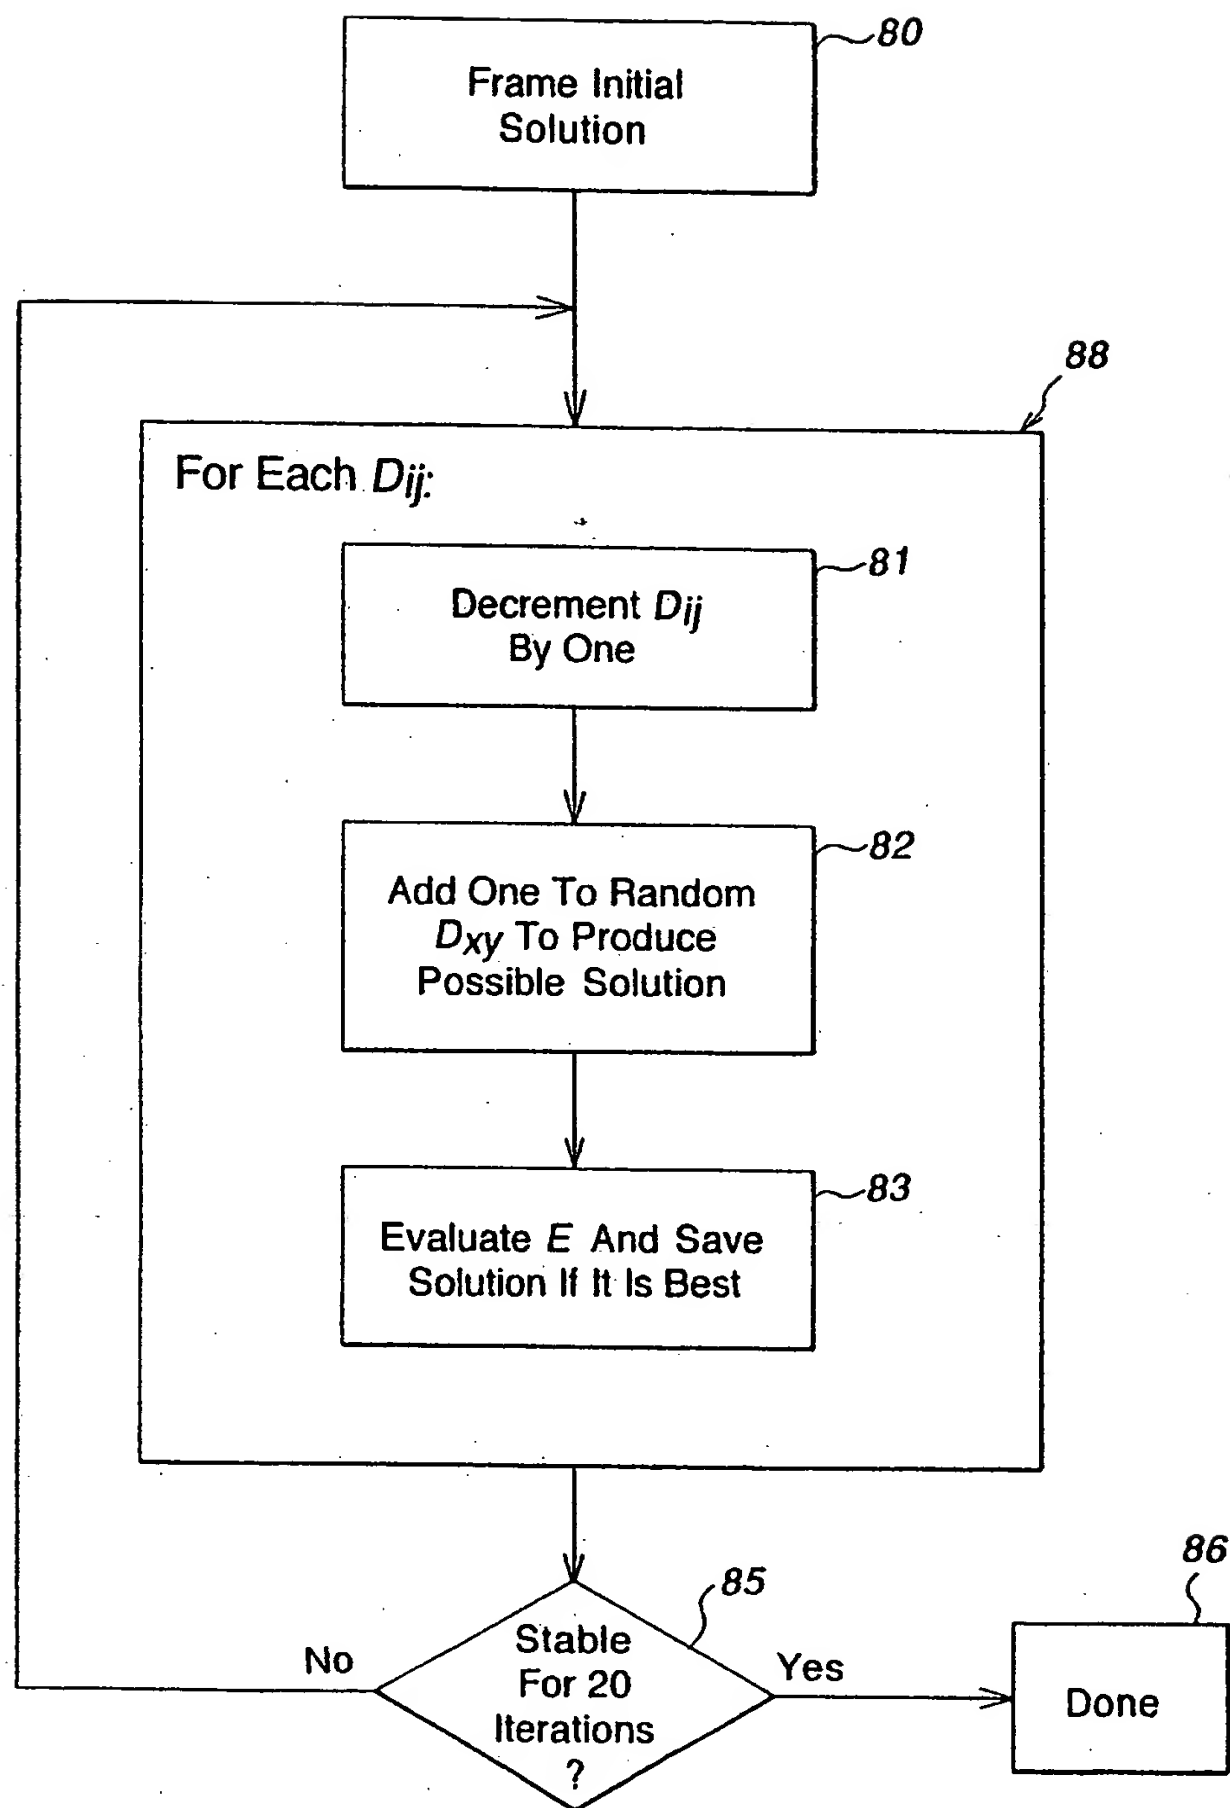 80
Frame Initial
Solution
88
For Each Dij:
81
Decrement Dij
By One
82
Add One To Random
Dxy To Produce
Possible Solution
83
Evaluate E And Save
Solution If It Is Best
85
86
No
Stable
For 20
Iterations
?
Yes
Done